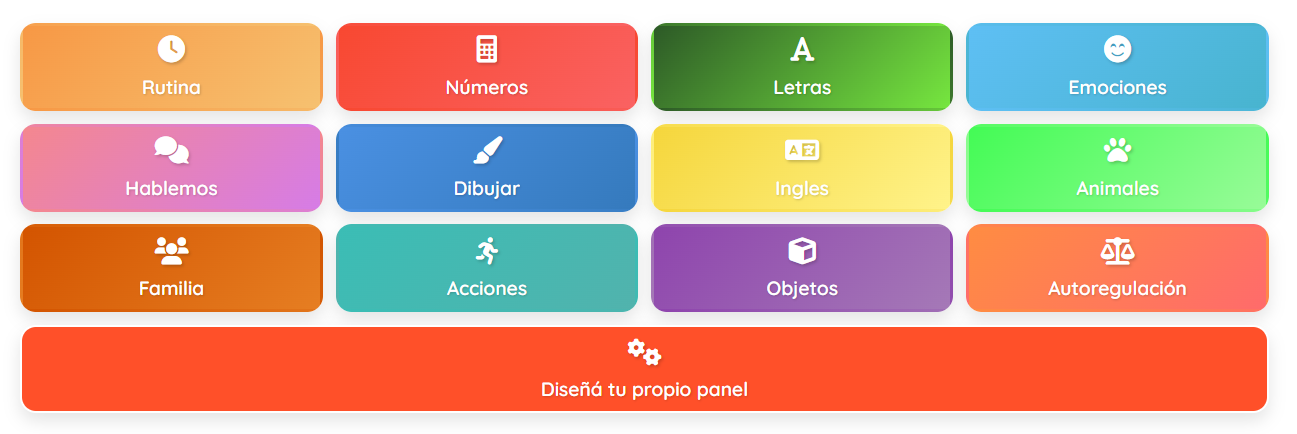 Rutina
Números
Letras
Emociones
Hablemos
Dibujar
Ingles
Animales
Familia
Acciones
Objetos
Autoregulación
Diseñá tu propio panel